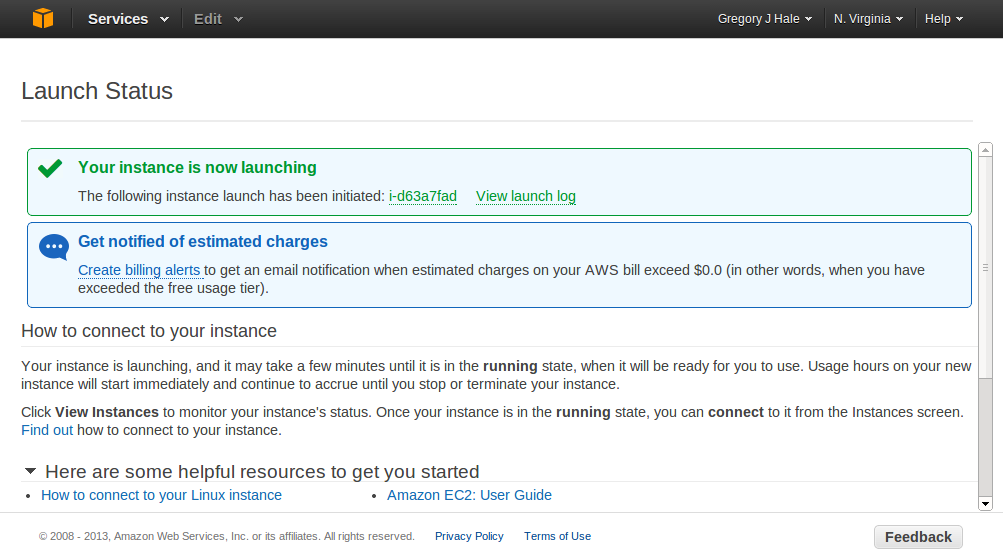 Services Edit Gregory J Hale N. Virginia Help
Launch Status
Your instance is now launching
The following instance launch has been initiated: i-d63a7fad View launch log
Get notified of estimated charges
Create billing alerts to get an email notification when estimated charges on your AWS bill exceed $0.0 (in other words, when you have
exceeded the free usage tier).
How to connect to your instance
Your instance is launching, and it may take a few minutes until it is in the running state, when it will be ready for you to use. Usage hours on your new
instance will start immediately and continue to accrue until you stop or terminate your instance.
Click View Instances to monitor your instance's status. Once your instance is in the running state, you can connect to it from the Instances screen.
Find out how to connect to your instance.
Here are some helpful resources to get you started
• How to connect to your Linux instance • Amazon EC2: User Guide
© 2008 - 2013, Amazon Web Services, Inc. or its affiliates. All rights reserved. Privacy Policy Terms of Use Feedback